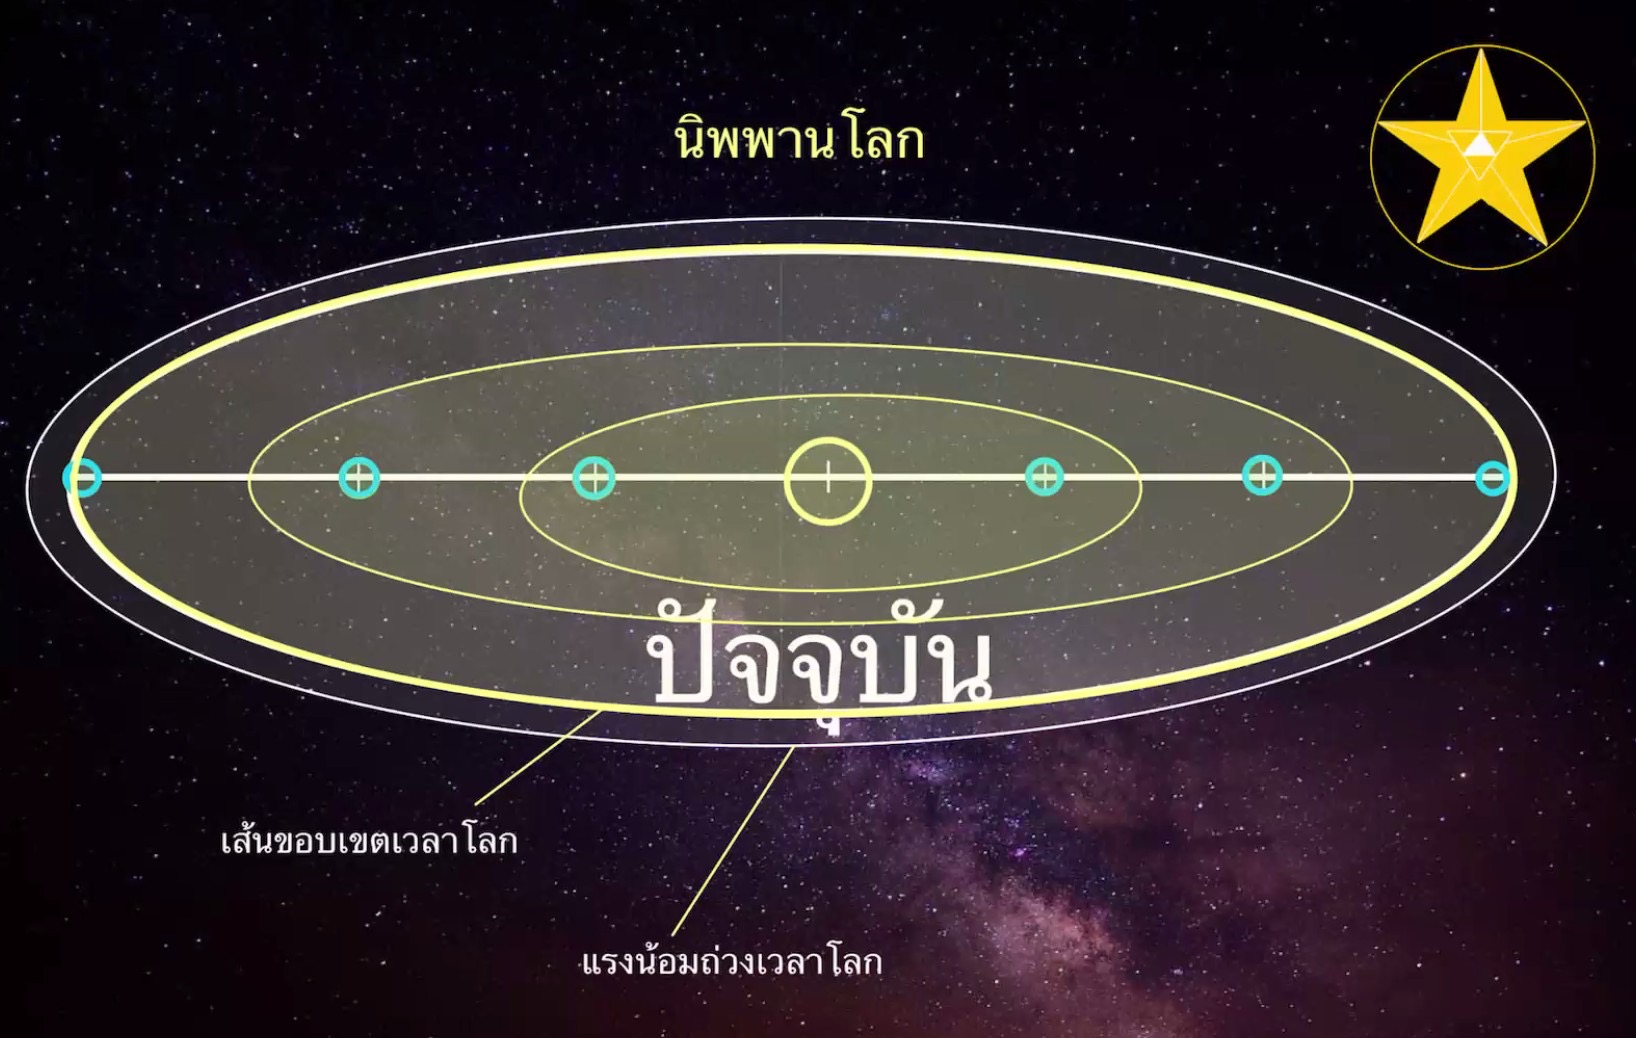 นิพพานโลก
ปัจจุบัน
เส้นขอบเขตเวลาโลก
แรงน้อมถ่วงเวลาโลก